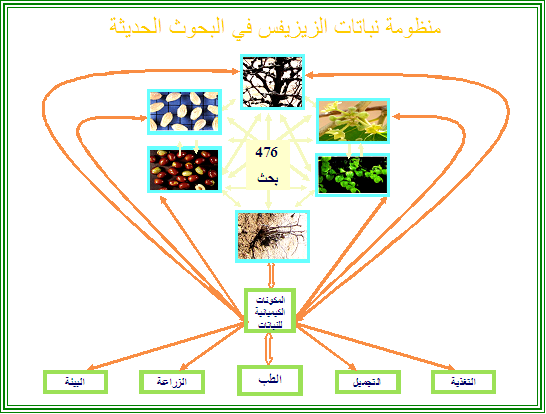 منظومة نباتات الزيزيفس في البحوث الحديثة
476
بحث
المكونات
الكيميائية
للنباتات
التغذية
التجميل
الطب
الزراعة
البيئة